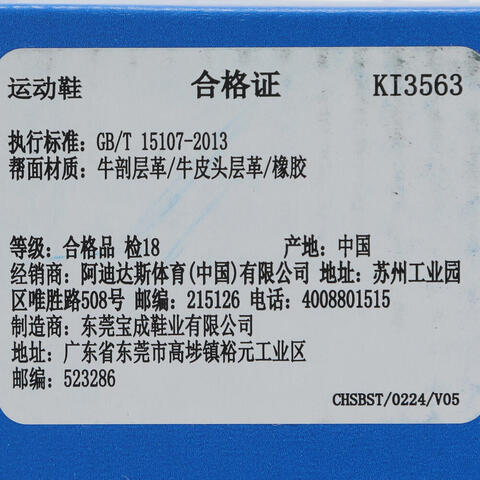 运动鞋 合格证 KI3563
执行标准: GB/T 15107-2013
帮面材质: 牛剖层革/牛皮头层革/橡胶
等级: 合格品 检18 产地: 中国
经销商: 阿迪达斯体育(中国)有限公司 地址: 苏州工业园
区唯胜路508号 邮编: 215126 电话: 4008801515
制造商: 东莞宝成鞋业有限公司
地址: 广东省东莞市高埗镇裕元工业区
邮编: 523286
CHSBST/0224/V05